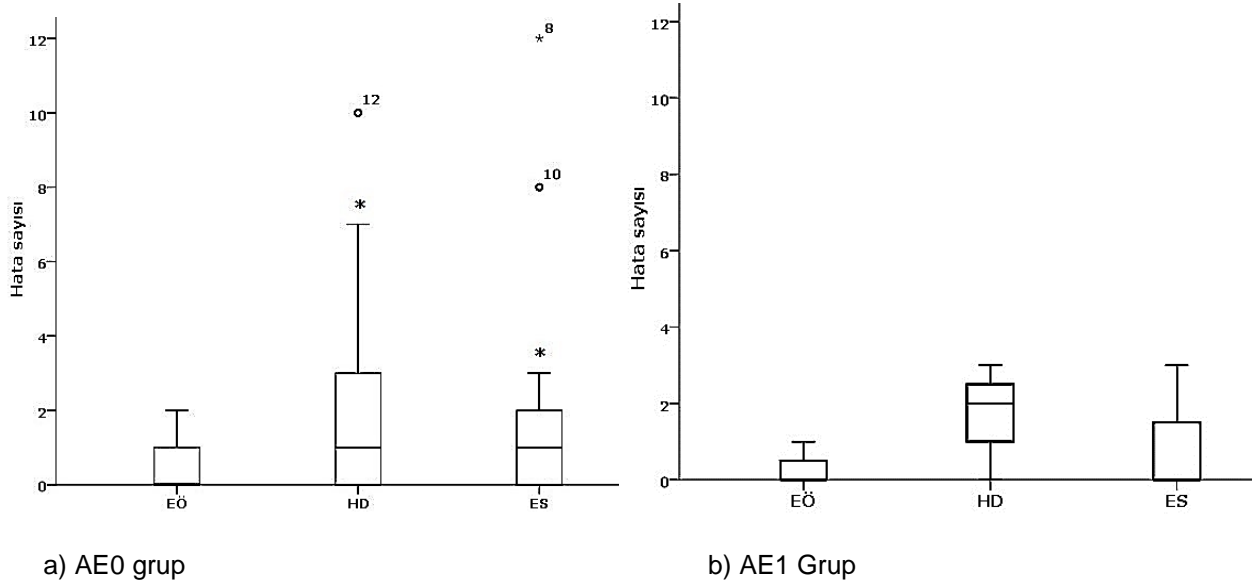 12
10
8
6
4
2
0
Hata sayısı
12
*
*8
10
*
EÖ
HD
ES
a) AE0 grup
12
10
8
6
4
2
0
Hata sayısı
EÖ
HD
ES
b) AE1 Grup